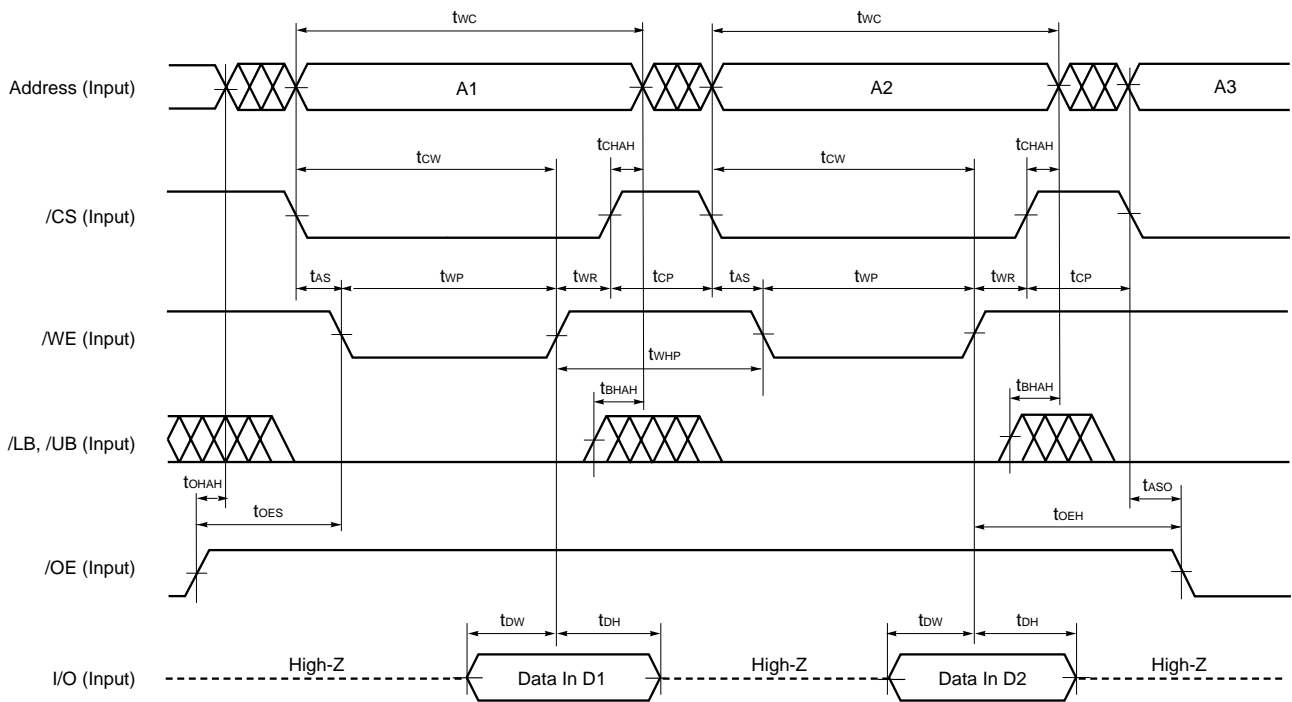 tWC tWC
Address (Input) A1 A2 A3
tCHAH tCHAH
tCW tCW
/CS (Input)
tAS tWP tWR tCP tAS tWP tWR tCP
/WE (Input)
tWHP
tBHAH tBHAH
/LB, /UB (Input)
tOHAH tASO
tOES tOEH
/OE (Input)
tDW tDH tDW tDH
High-Z High-Z High-Z
I/O (Input) Data In D1 Data In D2